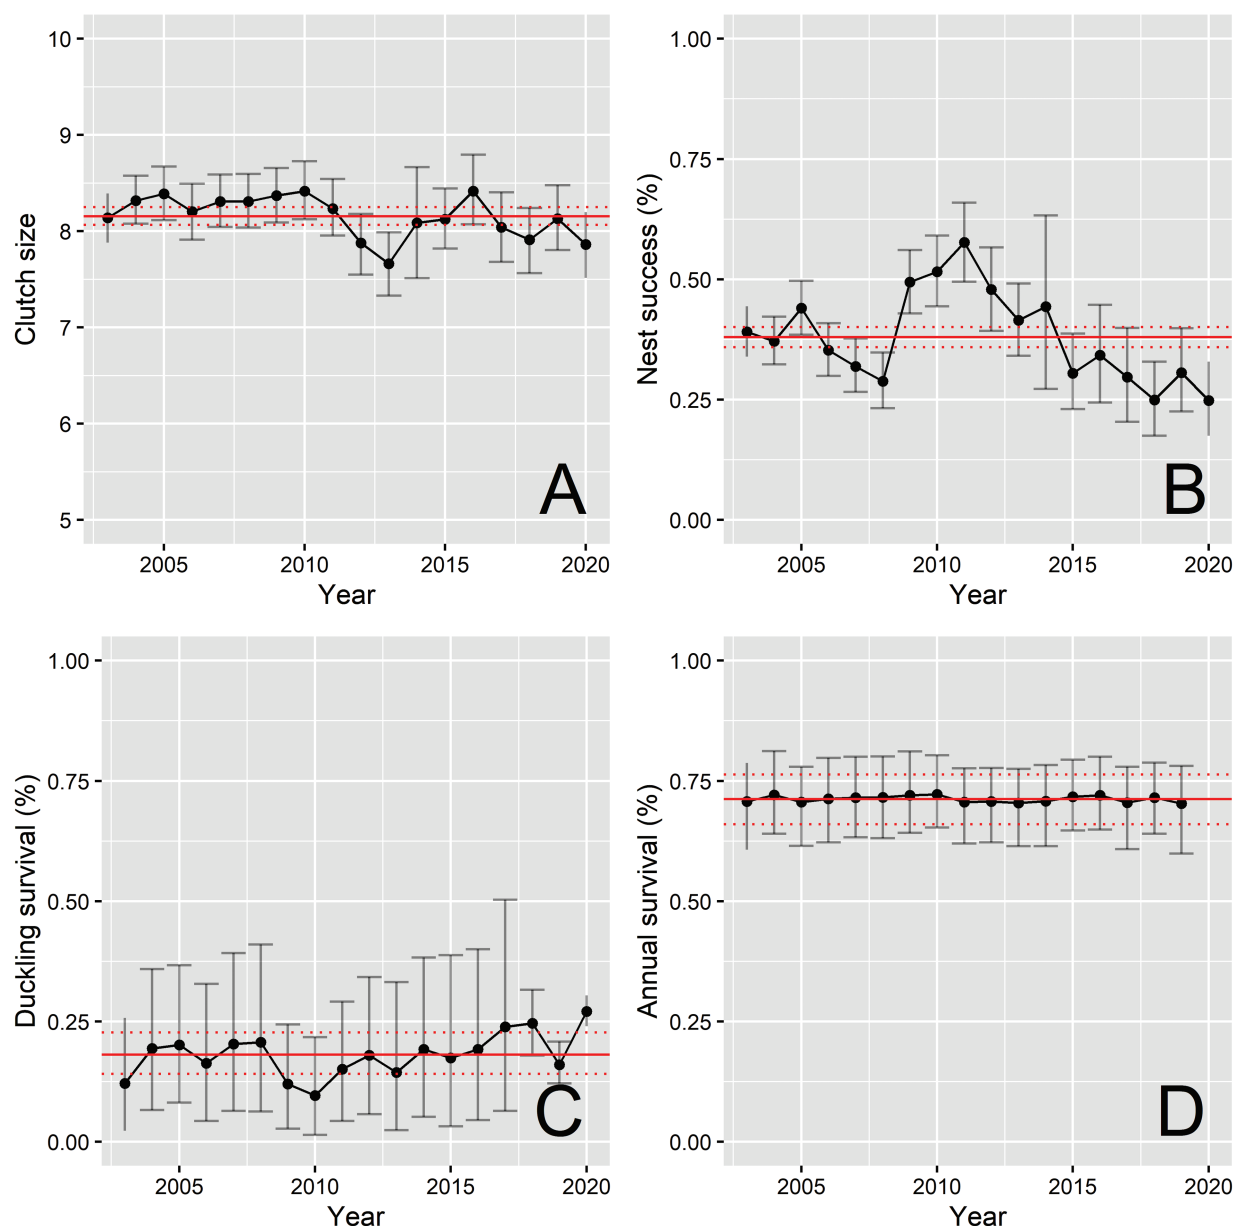 10
9
8
7
6
5
Clutch size
A
2005 2010 2015 2020
Year
1.00
0.75
0.50
0.25
0.00
Nest success (%)
B
2005 2010 2015 2020
Year
1.00
0.75
0.50
0.25
0.00
Duckling survival (%)
C
2005 2010 2015 2020
Year
1.00
0.75
0.50
0.25
0.00
Annual survival (%)
D
2005 2010 2015 2020
Year